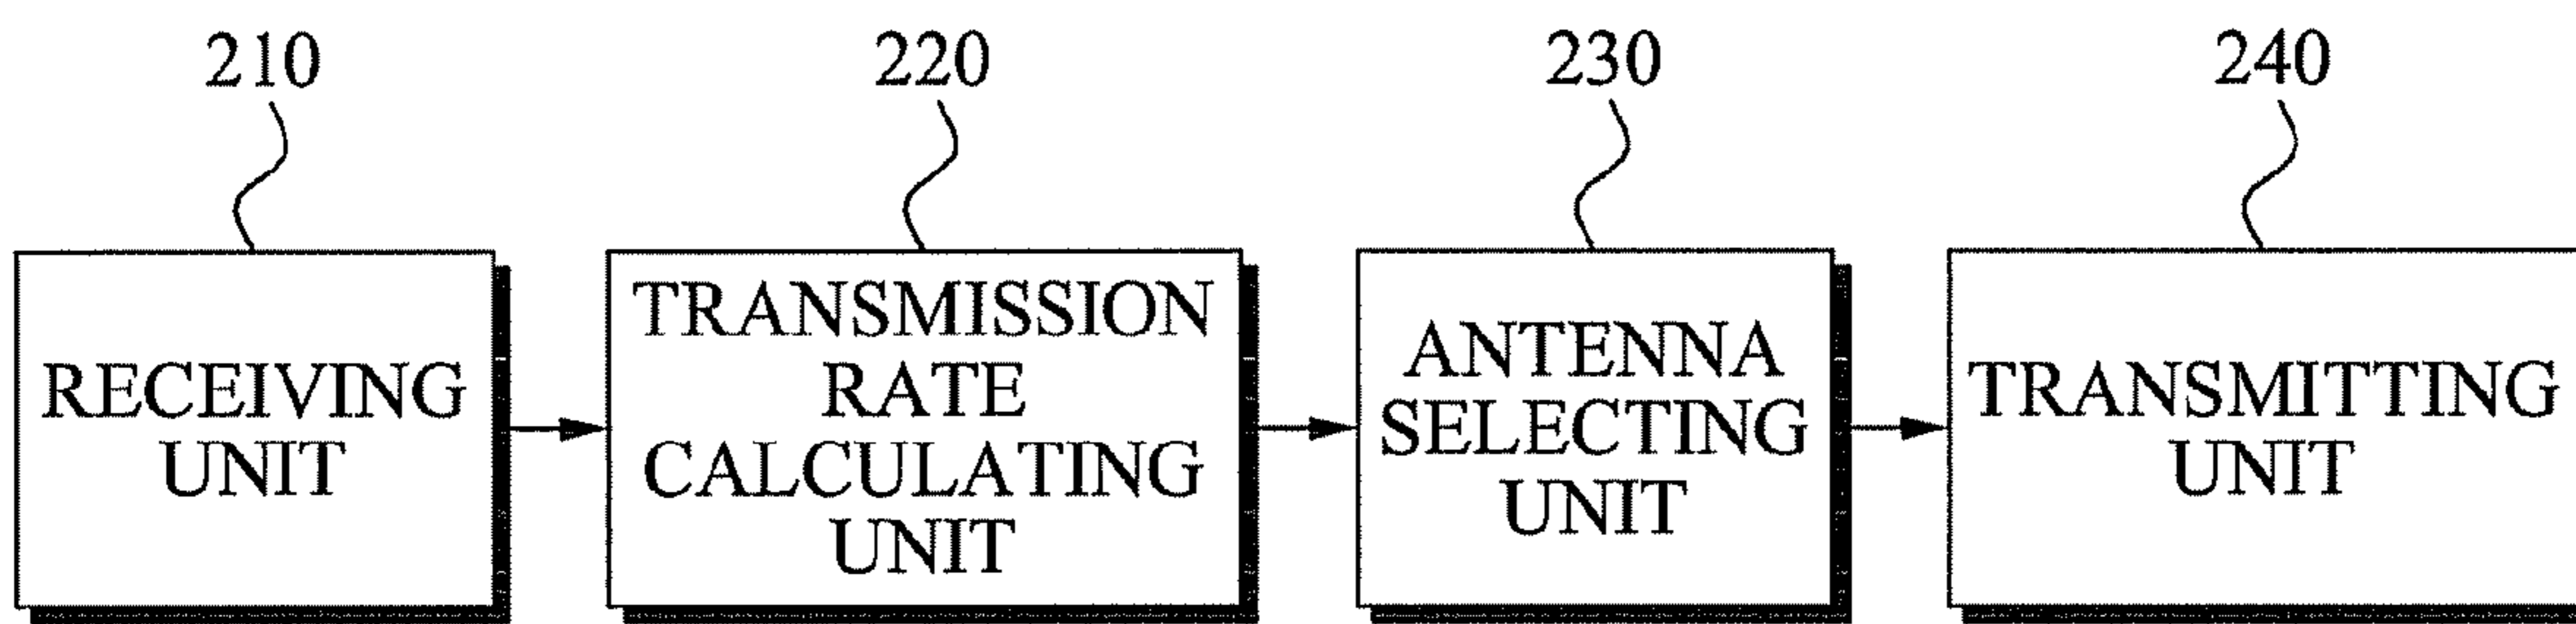 210
220
230
240
RECEIVING
UNIT
TRANSMISSION
RATE
CALCULATING
UNIT
ANTENNA
SELECTING
UNIT
TRANSMITTING
UNIT